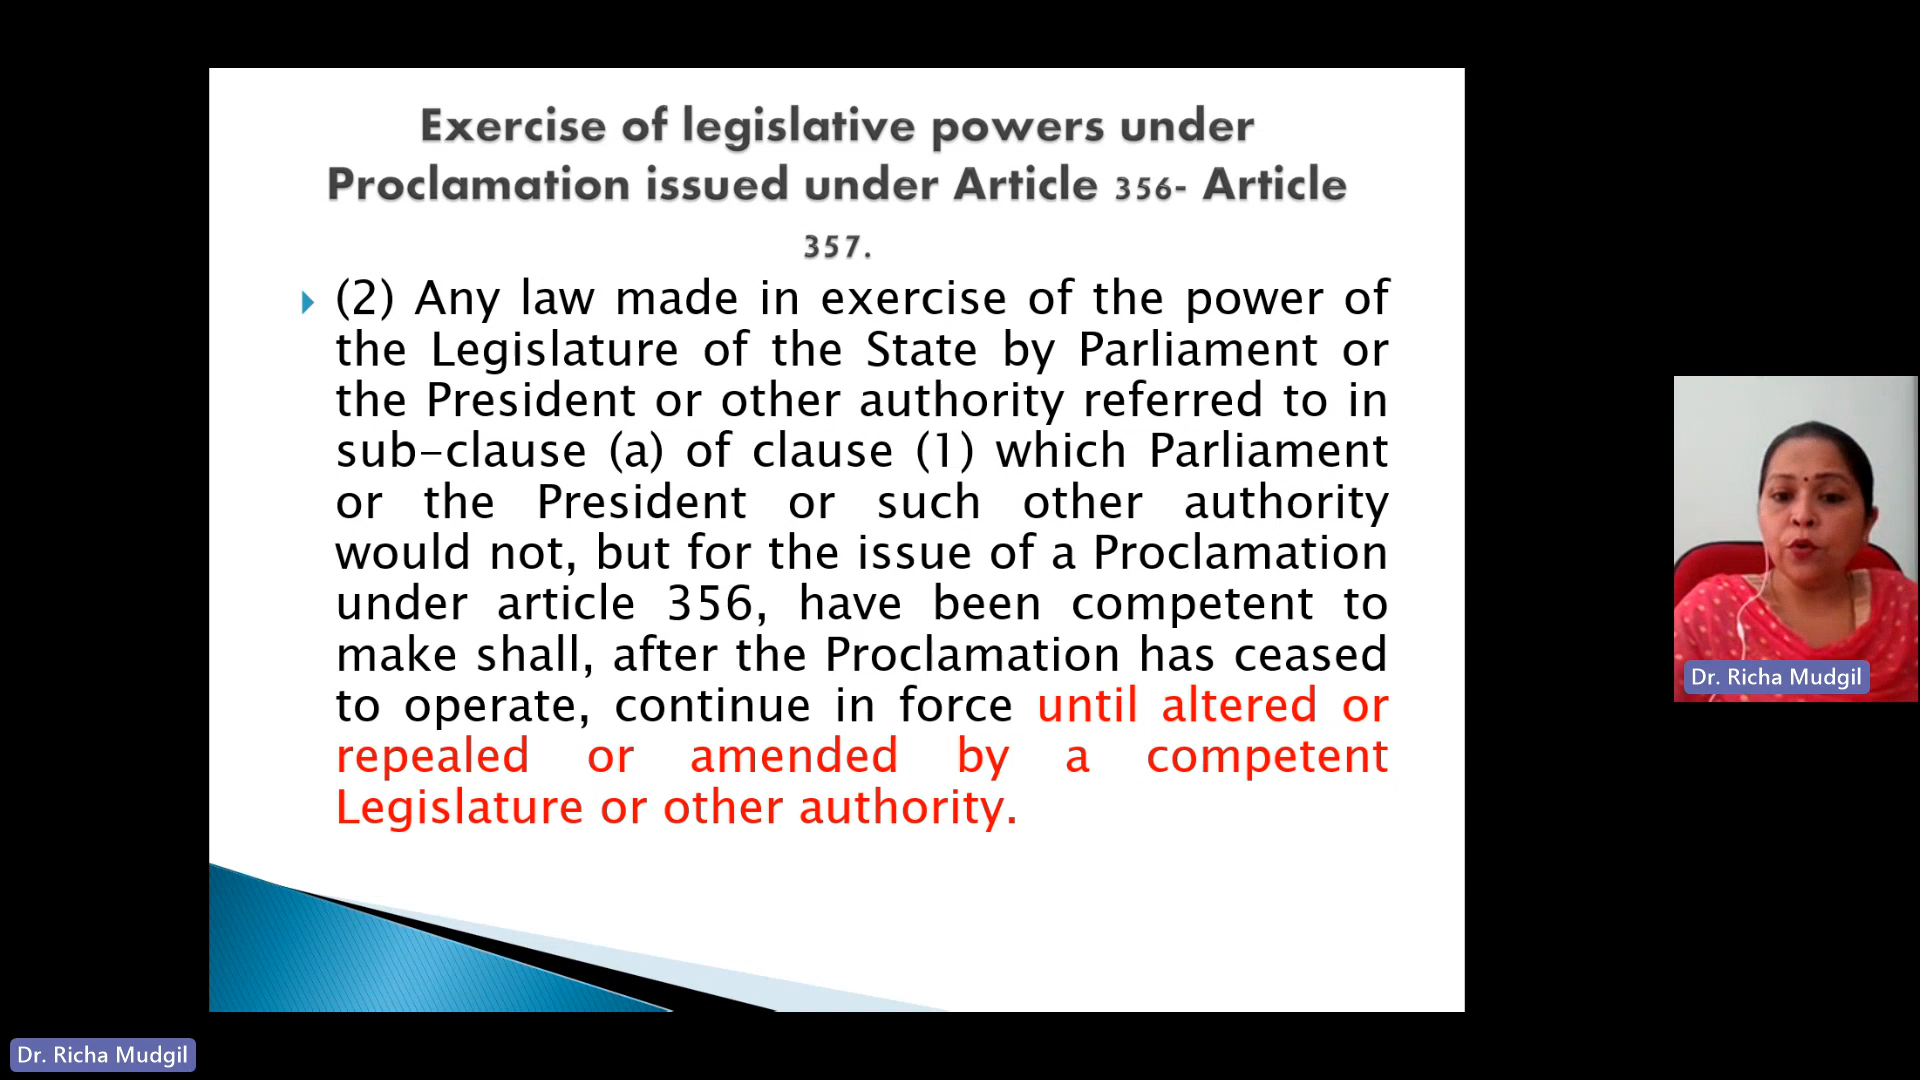 Exercise of legislative powers under
Proclamation issued under Article 356- Article
357.
(2) Any law made in exercise of the power of
the Legislature of the State by Parliament or
the President or other authority referred to in
sub-clause (a) of clause (1) which Parliament
or the President or such other authority
would not, but for the issue of a Proclamation
under article 356, have been competent to
make shall, after the Proclamation has ceased
to operate, continue in force until altered or
repealed or amended by a competent
Legislature or other authority.
Dr. Richa Mudgil
Dr. Richa Mudgil